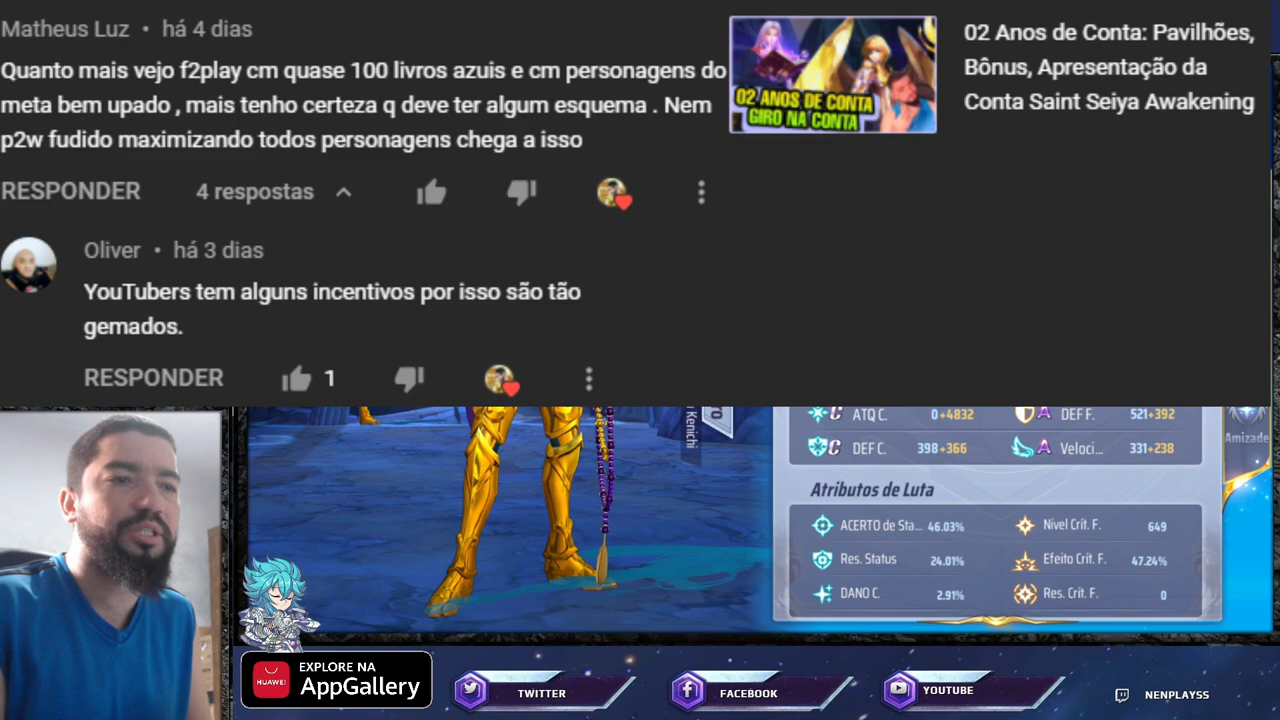 Matheus Luz • há 4 dias
Quanto mais vejo f2play cm quase 100 livros azuis e cm personagens do
meta bem upado , mais tenho certeza q deve ter algum esquema . Nem
p2w fudido maximizando todos personagens chega a isso
RESPONDER 4 respostas
02 ANOS DE CONTA
GIRO NA CONTA
02 Anos de Conta: Pavilhões,
Bônus, Apresentação da
Conta Saint Seiya Awakening
Oliver • há 3 dias
YouTubers tem alguns incentivos por isso são tão
gemados.
RESPONDER 1
Kenichi
ATQ C. 0+4832 A DEF F. 521+392
C DEF C. 398+366 A Veloci... 331+238
Atributos de Luta
ACERTO de Sta... 46.03% Nível Crít. F. 649
Res. Status 24.01% Efeito Crít. F. 47.24%
DANO C. 2.91% Res. Crít. F. 0
Amizade
HUAWEI
EXPLORE NA
AppGallery
TWITTER
FACEBOOK
YOUTUBE
NENPLAYSS